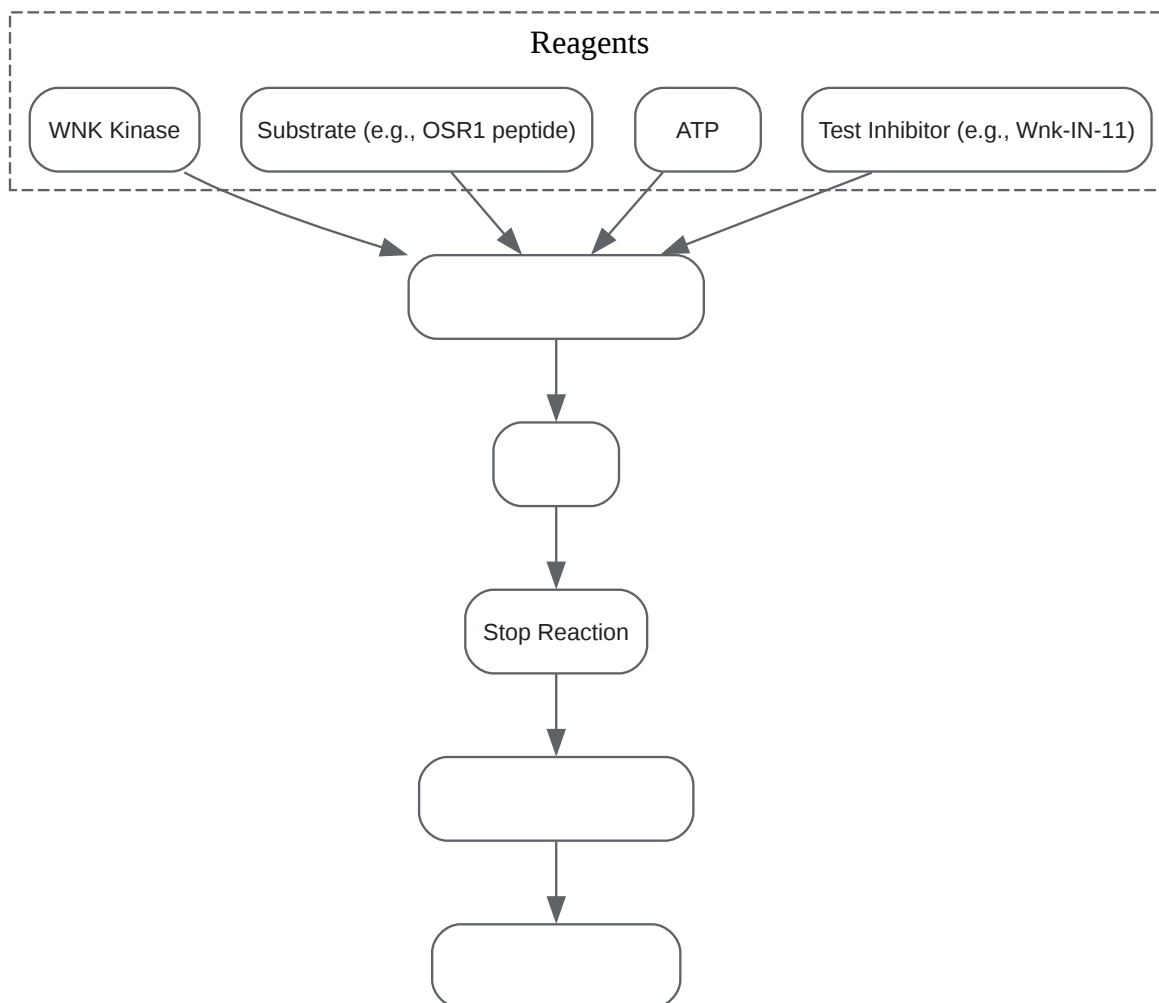 Reagents
WNK Kinase
Substrate (e.g., OSR1 peptide)
ATP
Test Inhibitor (e.g., Wnk-IN-11)
Stop Reaction